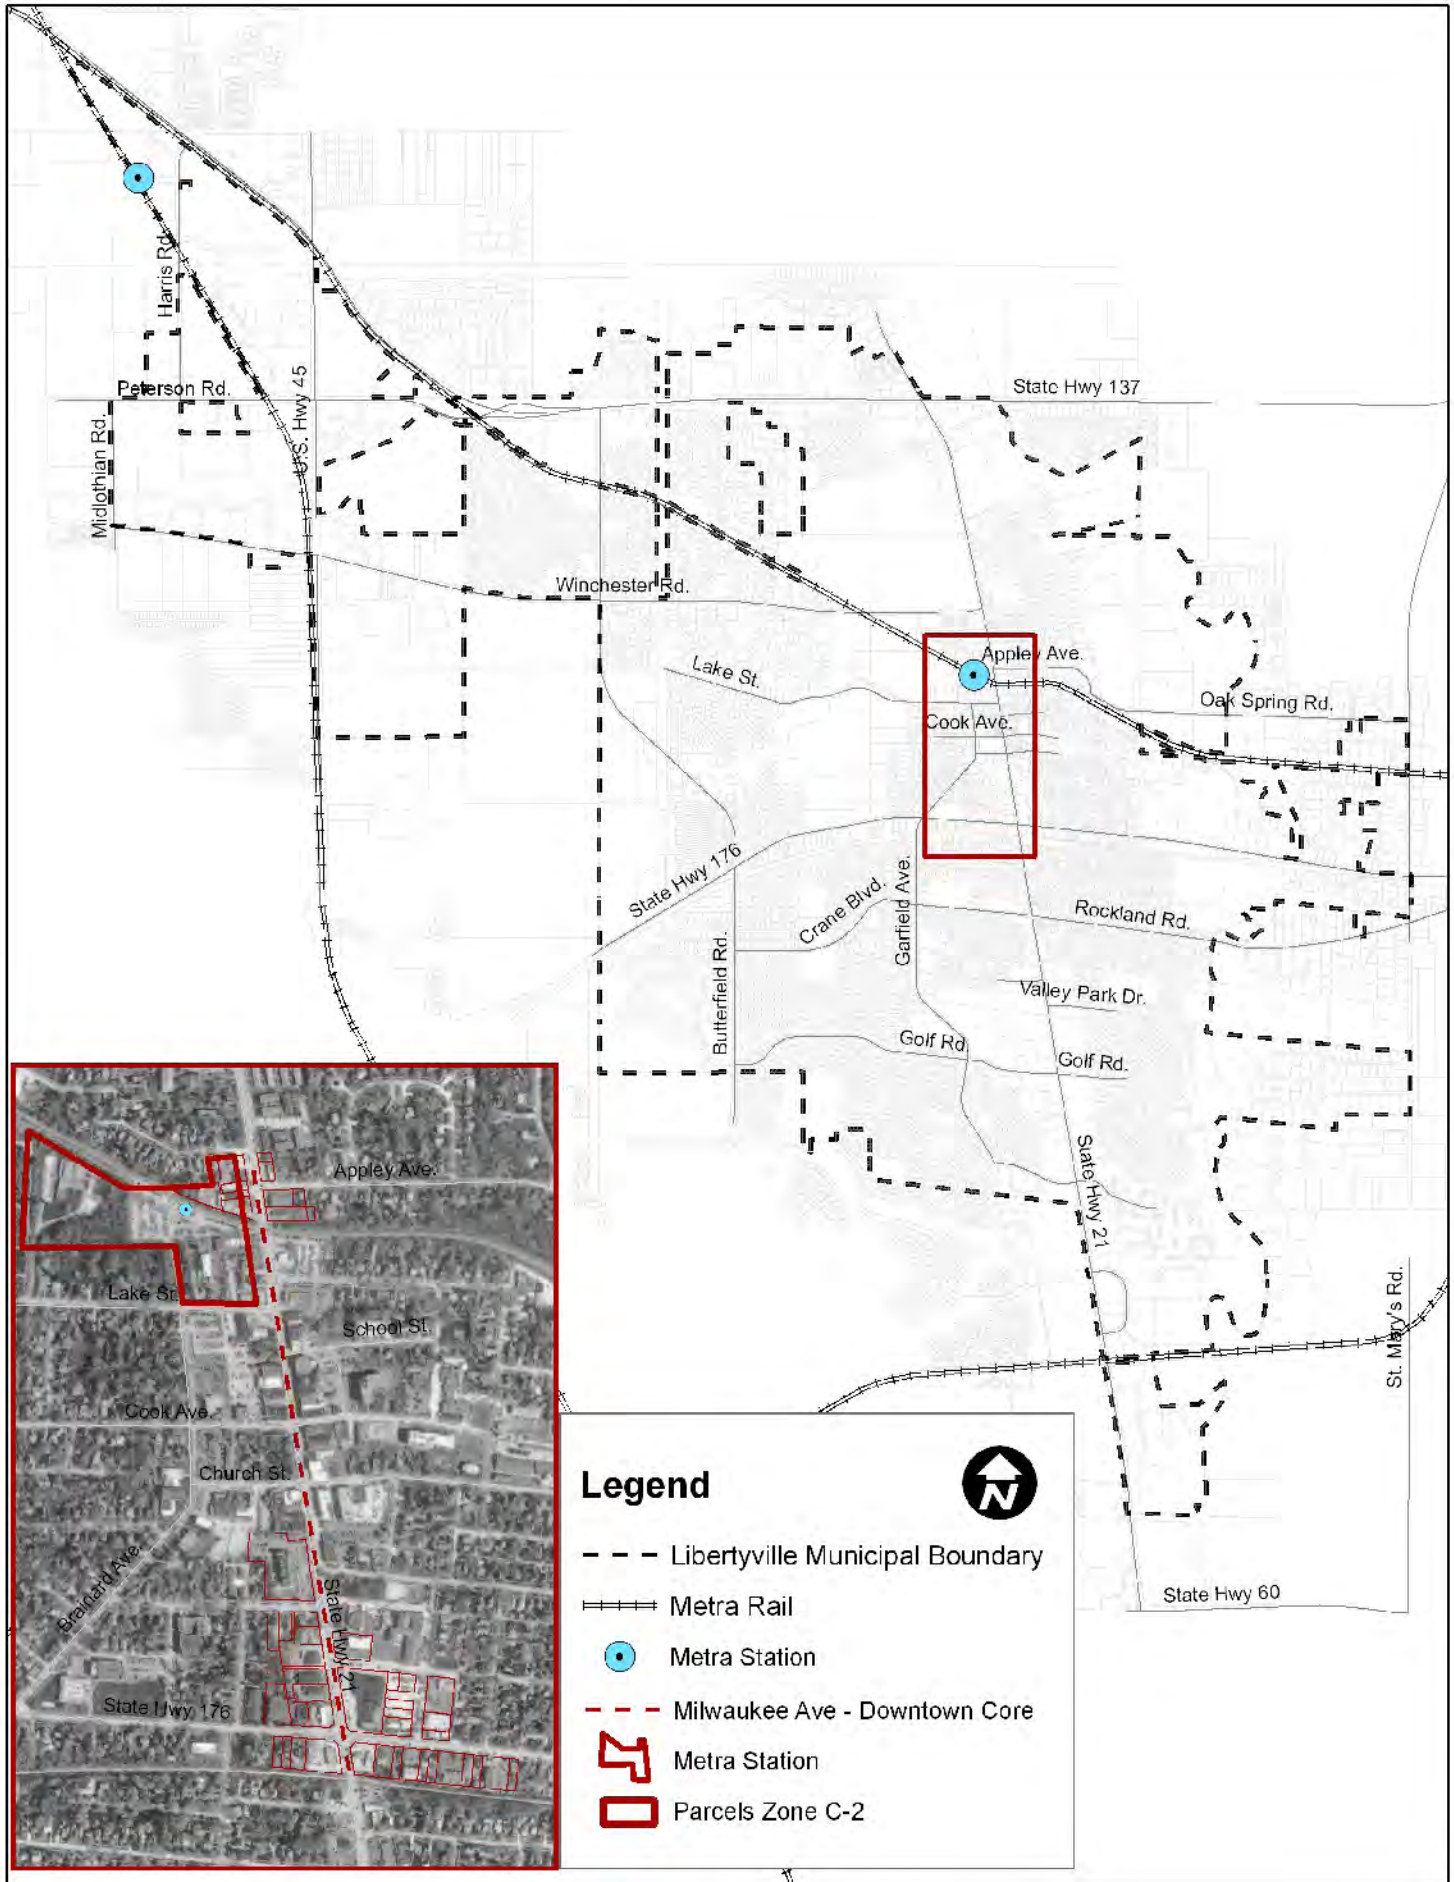 Harris Rd.
Peterson Rd.
U.S. Hwy 45
State Hwy 137
Midlothian Rd.
Winchester Rd.
Appley Ave.
Lake St.
Oak Spring Rd.
Cook Ave.
State Hwy 176
Crane Blvd.
Garfield Ave.
Rockland Rd.
Butterfield Rd.
Valley Park Dr.
Golf Rd.
Golf Rd.
State Hwy 21
St. Mary's Rd.
State Hwy 60
Appley Ave.
Lake St.
School St.
Cook Ave.
Church St.
Brainard Ave.
State Hwy 21
State Hwy 176
Legend
N
Libertyville Municipal Boundary
Metra Rail
Metra Station
Milwaukee Ave - Downtown Core
Metra Station
Parcels Zone C-2